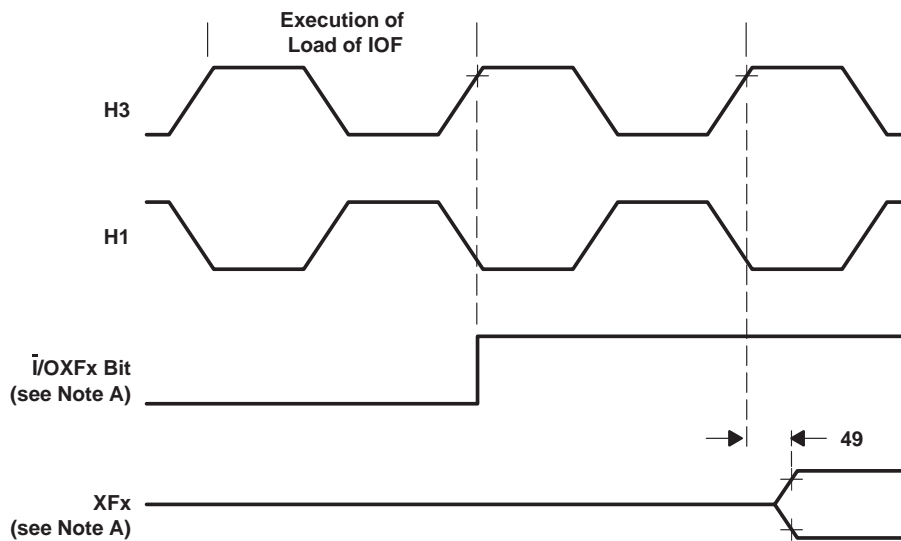 Execution of
Load of IOF
H3
H1
Ī/OXFx Bit
(see Note A)
49
XFx
(see Note A)